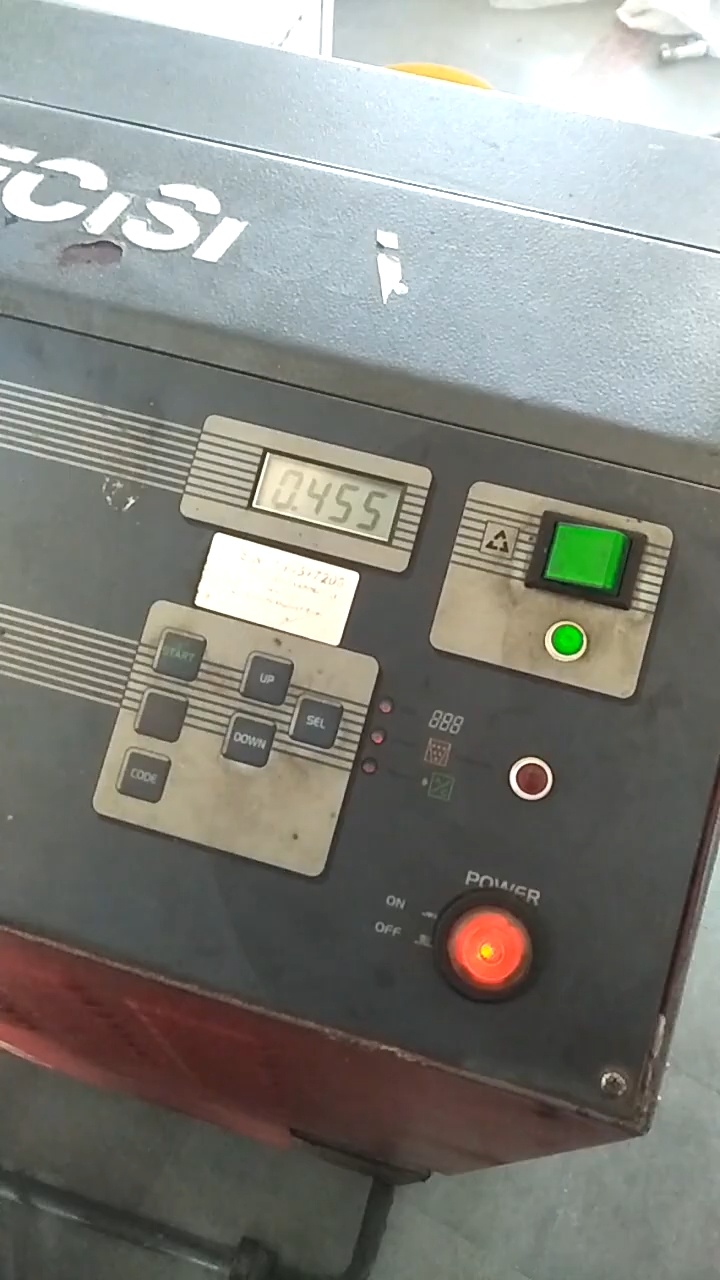 ECISI
0.455
START
UP
SEL
DOWN
CODE
888
POWER
ON
OFF